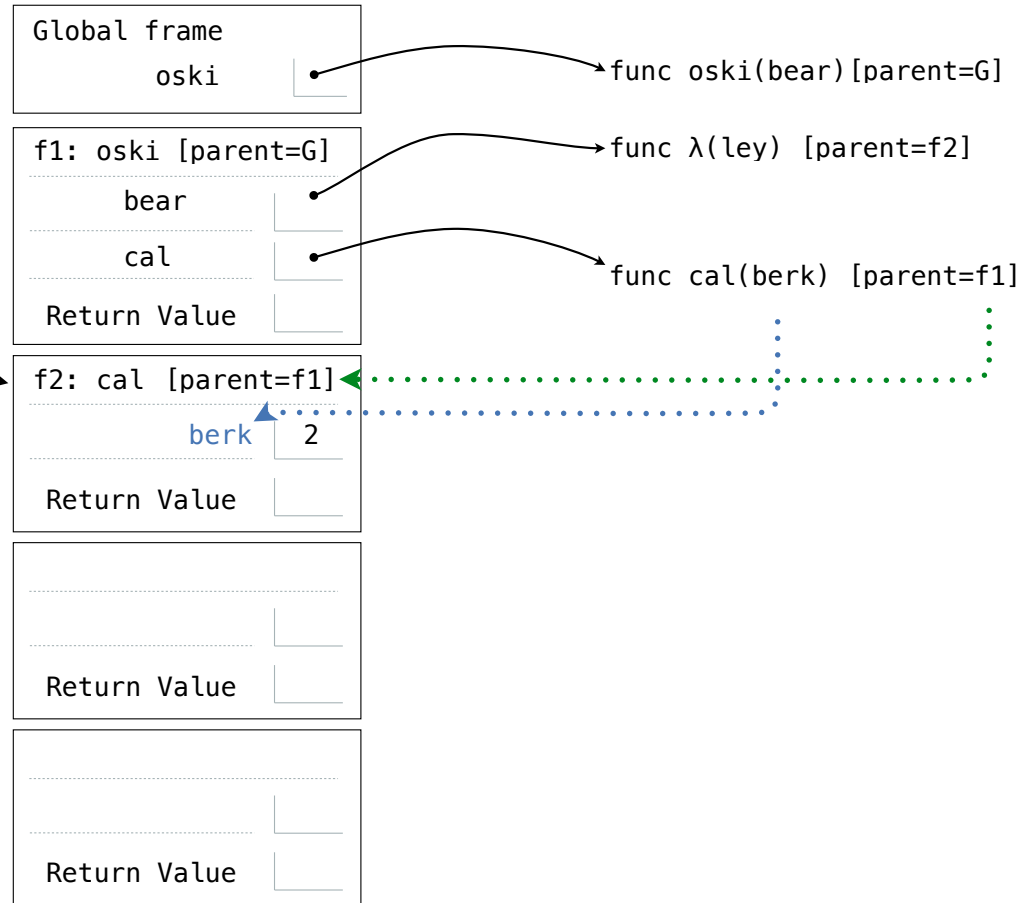 Global frame
oski
func oski(bear)[parent=G]
f1: oski [parent=G]
func λ(ley) [parent=f2]
bear
cal
func cal(berk) [parent=f1]
Return Value
f2: cal [parent=f1]
berk 2
Return Value
Return Value
Return Value